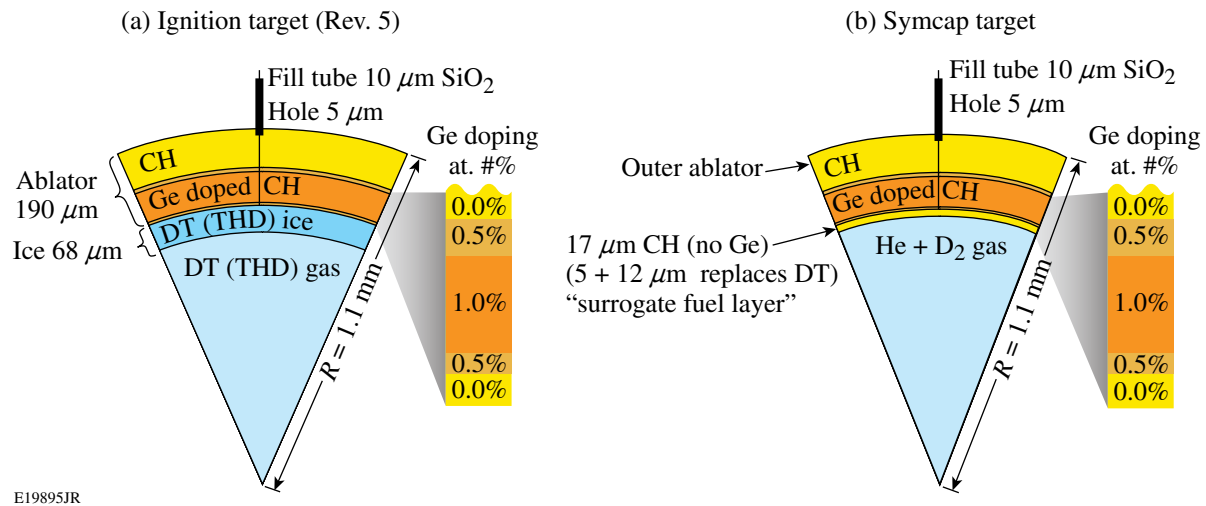 (a) Ignition target (Rev. 5)
Fill tube 10 μm SiO₂
Hole 5 μm
Ge doping
at. #%
CH
Ablator
190 μm
Ge doped CH
DT (THD) ice
Ice 68 μm
DT (THD) gas
R = 1.1 mm
0.0%
0.5%
1.0%
0.5%
0.0%
(b) Symcap target
Fill tube 10 μm SiO₂
Hole 5 μm
Ge doping
at. #%
Outer ablator
CH
Ge doped CH
17 μm CH (no Ge)
(5 + 12 μm replaces DT)
“surrogate fuel layer”
He + D₂ gas
R = 1.1 mm
0.0%
0.5%
1.0%
0.5%
0.0%
E19895JR